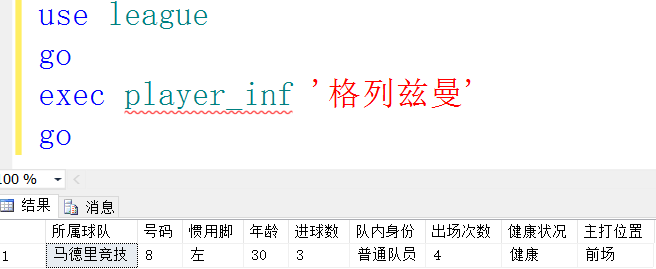 use league
go
exec player_inf '格列兹曼'
go
100 %
结果 消息
所属球队 号码 惯用脚 年龄 进球数 队内身份 出场次数 健康状况 主打位置
1 马德里竞技 8 左 30 3 普通队员 4 健康 前场